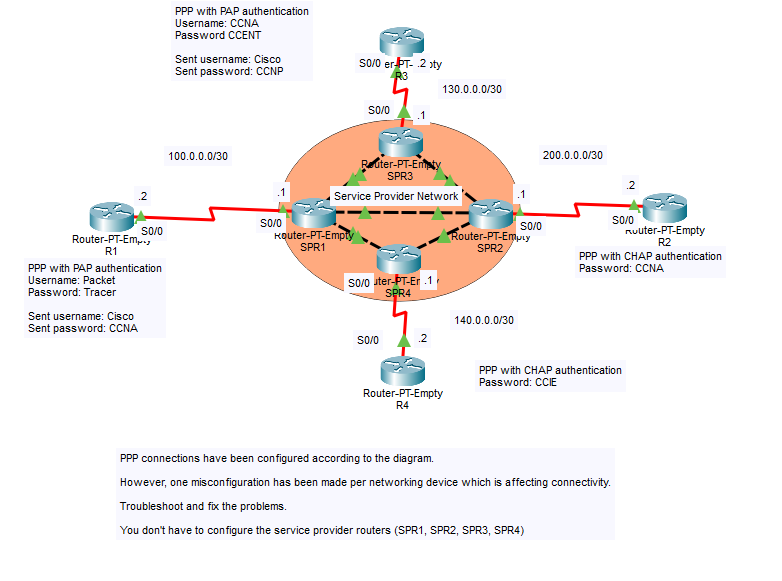 PPP with PAP authentication
Username: CCNA
Password CCENT
Sent username: Cisco
Sent password: CCNP
S0/0
.2
R3
130.0.0.0/30
S0/0
.1
Router-PT-Empty
SPR3
100.0.0.0/30
200.0.0.0/30
Service Provider Network
.2
S0/0
Router-PT-Empty
R1
.1
S0/0
Router-PT-Empty
SPR1
.1
S0/0
Router-PT-Empty
SPR2
.2
S0/0
Router-PT-Empty
R2
PPP with PAP authentication
Username: Packet
Password: Tracer
Sent username: Cisco
Sent password: CCNA
PPP with CHAP authentication
Password: CCNA
S0/0
.1
SPR4
140.0.0.0/30
S0/0
.2
Router-PT-Empty
R4
PPP with CHAP authentication
Password: CCIE
PPP connections have been configured according to the diagram.
However, one misconfiguration has been made per networking device which is affecting connectivity.
Troubleshoot and fix the problems.
You don't have to configure the service provider routers (SPR1, SPR2, SPR3, SPR4)